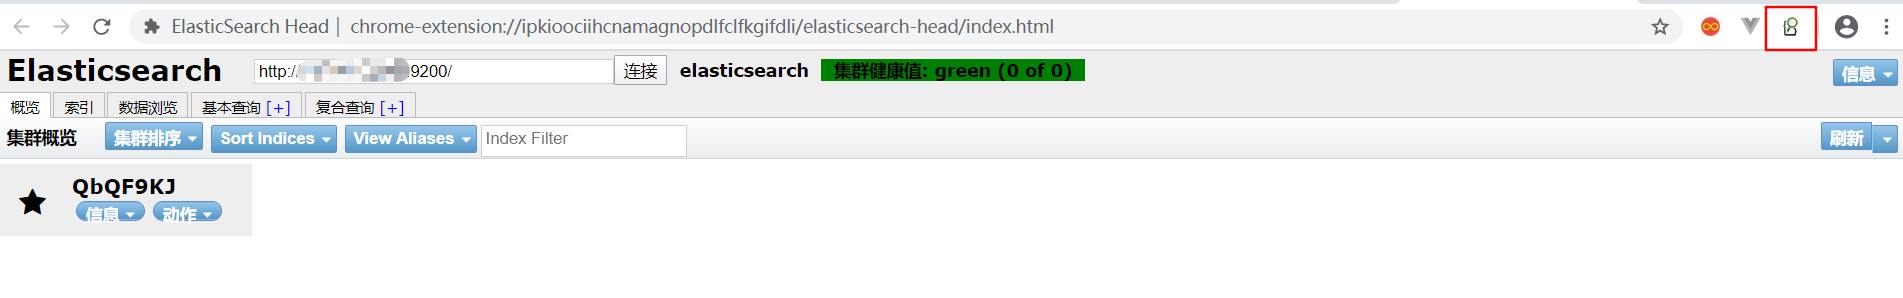 ElasticSearch Head | chrome-extension://ipkioociihcnamagnopdlfclfkgifdli/elasticsearch-head/index.html
Elasticsearch http:// 9200/ 连接 elasticsearch 集群健康值: green (0 of 0) 信息
概览 索引 数据浏览 基本查询 [+] 复合查询 [+]
集群概览 集群排序 Sort Indices View Aliases Index Filter 刷新
QbQF9KJ
信息 动作